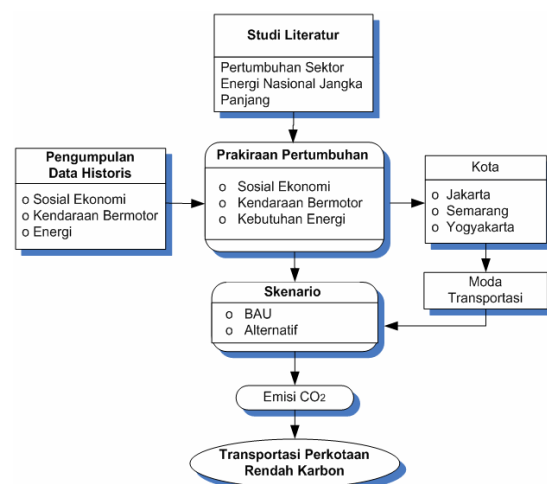 Studi Literatur
Pertumbuhan Sektor
Energi Nasional Jangka
Panjang
Pengumpulan
Data Historis
o Sosial Ekonomi
o Kendaraan Bermotor
o Energi
Prakiraan Pertumbuhan
o Sosial Ekonomi
o Kendaraan Bermotor
o Kebutuhan Energi
Kota
o Jakarta
o Semarang
o Yogyakarta
Moda
Transportasi
Skenario
o BAU
o Alternatif
Emisi CO2
Transportasi Perkotaan
Rendah Karbon